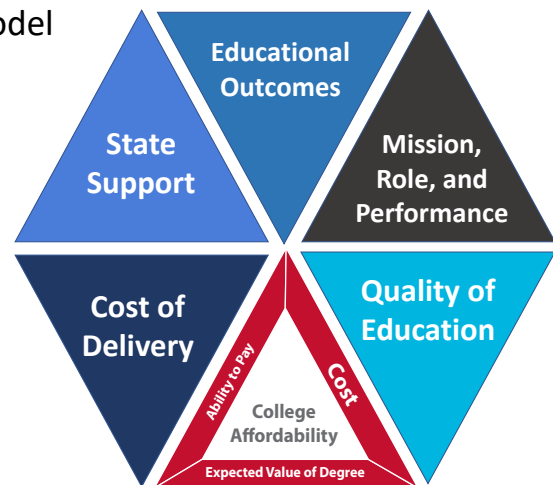 odel
Educational
Outcomes
State
Support
Mission,
Role, and
Performance
Cost of
Delivery
Quality of
Education
Ability to Pay
Cost
College
Affordability
Expected Value of Degree